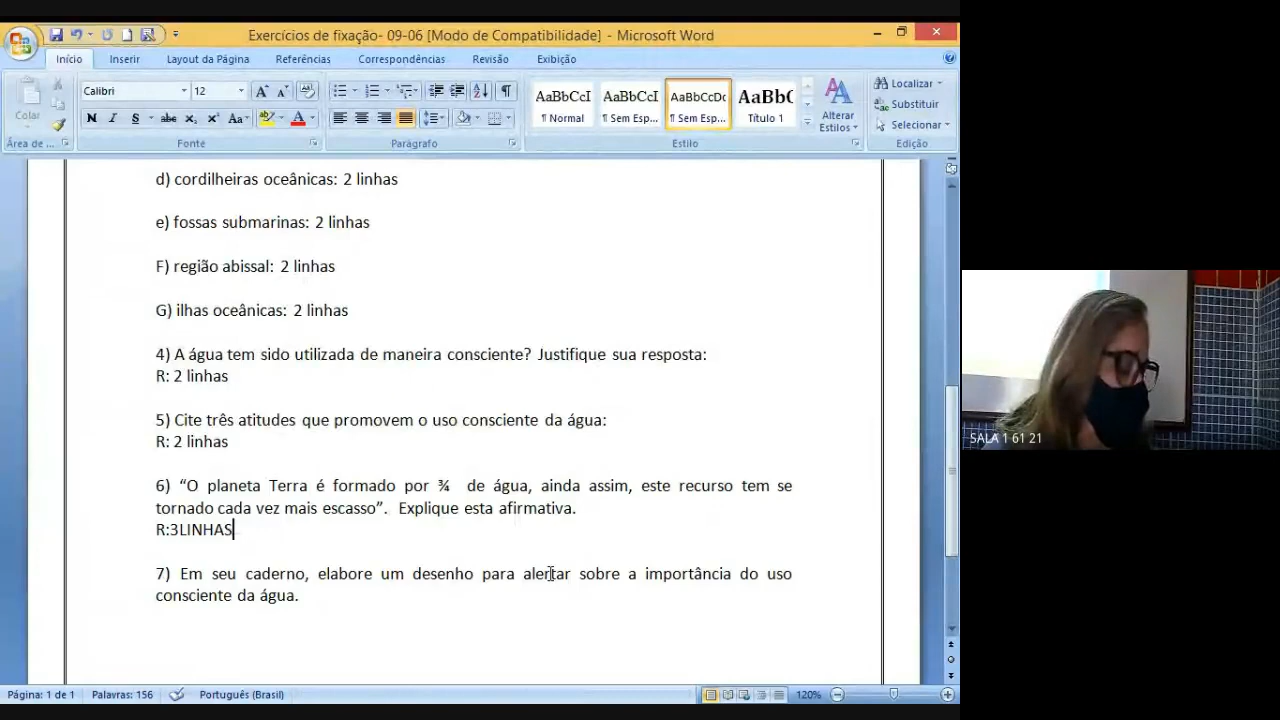 Exercícios de fixação- 09-06 [Modo de Compatibilidade] - Microsoft Word
Início Inserir Layout da Página Referências Correspondências Revisão Exibição
Colar
Calibri 12
N I S abc x₂ x² Aa
AaBbCcI AaBbCcI AaBbCcDc AaBbC
¶ Normal ¶ Sem Esp... ¶ Sem Esp... Título 1
Alterar Estilos
Localizar
Substituir
Selecionar
Área de... Fonte Parágrafo Estilo Edição
d) cordilheiras oceânicas: 2 linhas
e) fossas submarinas: 2 linhas
F) região abissal: 2 linhas
G) ilhas oceânicas: 2 linhas
4) A água tem sido utilizada de maneira consciente? Justifique sua resposta:
R: 2 linhas
5) Cite três atitudes que promovem o uso consciente da água:
R: 2 linhas
6) “O planeta Terra é formado por ¾ de água, ainda assim, este recurso tem se
tornado cada vez mais escasso”. Explique esta afirmativa.
R:3LINHAS
7) Em seu caderno, elabore um desenho para alertar sobre a importância do uso
consciente da água.
SALA 1 61 21
Página: 1 de 1 Palavras: 156 Português (Brasil) 120%